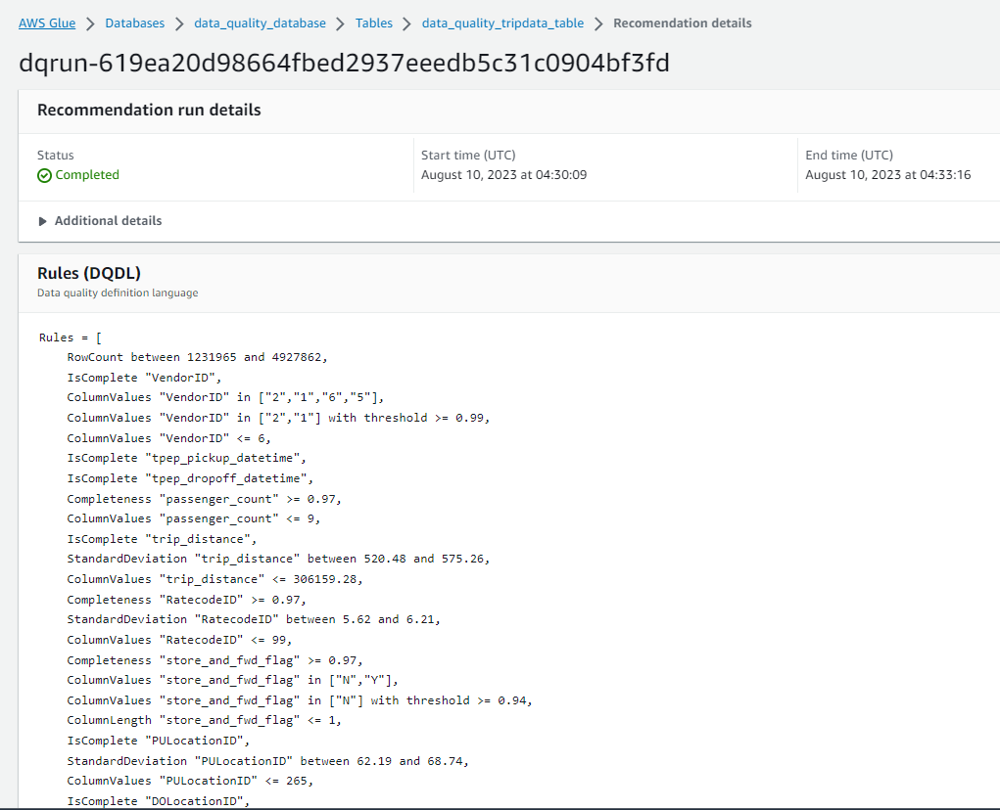 AWS Glue > Databases > data_quality_database > Tables > data_quality_tripdata_table > Recomendation details
dqrun-619ea20d98664fbed2937eeedb5c31c0904bf3fd
Recommendation run details
Status
Completed
Start time (UTC)
August 10, 2023 at 04:30:09
End time (UTC)
August 10, 2023 at 04:33:16
Additional details
Rules (DQDL)
Data quality definition language
Rules = [
RowCount between 1231965 and 4927862,
IsComplete "VendorID",
ColumnValues "VendorID" in ["2","1","6","5"],
ColumnValues "VendorID" in ["2","1"] with threshold >= 0.99,
ColumnValues "VendorID" <= 6,
IsComplete "tpep_pickup_datetime",
IsComplete "tpep_dropoff_datetime",
Completeness "passenger_count" >= 0.97,
ColumnValues "passenger_count" <= 9,
IsComplete "trip_distance",
StandardDeviation "trip_distance" between 520.48 and 575.26,
ColumnValues "trip_distance" <= 306159.28,
Completeness "RatecodeID" >= 0.97,
StandardDeviation "RatecodeID" between 5.62 and 6.21,
ColumnValues "RatecodeID" <= 99,
Completeness "store_and_fwd_flag" >= 0.97,
ColumnValues "store_and_fwd_flag" in ["N","Y"],
ColumnValues "store_and_fwd_flag" in ["N"] with threshold >= 0.94,
ColumnLength "store_and_fwd_flag" <= 1,
IsComplete "PULocationID",
StandardDeviation "PULocationID" between 62.19 and 68.74,
ColumnValues "PULocationID" <= 265,
IsComplete "DOLocationID",